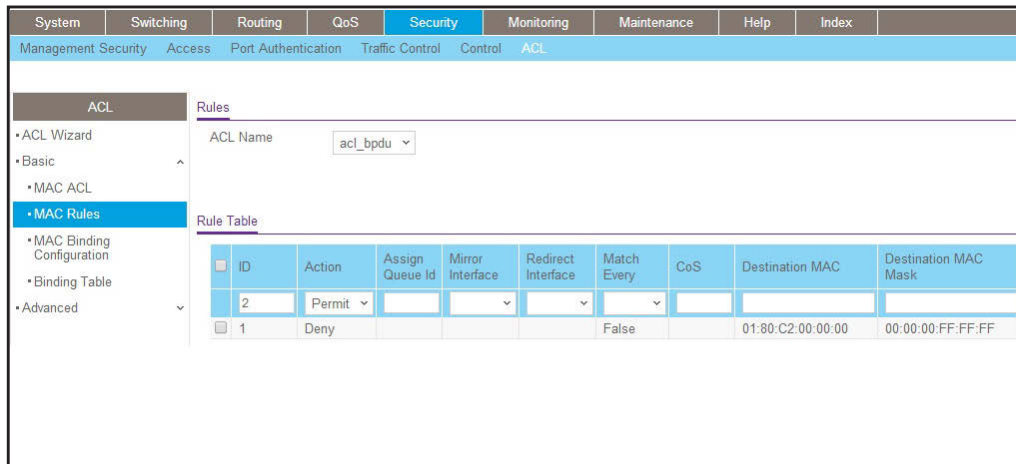 System Switching Routing QoS Security Monitoring Maintenance Help Index
Management Security Access Port Authentication Traffic Control Control ACL
ACL
ACL Wizard
Basic
MAC ACL
MAC Rules
MAC Binding
Configuration
Binding Table
Advanced
Rules
ACL Name acl_bpdu
Rule Table
ID Action Assign Queue Id Mirror Interface Redirect Interface Match Every CoS Destination MAC Destination MAC Mask
2 Permit
1 Deny False 01:80:C2:00:00:00 00:00:00:FF:FF:FF